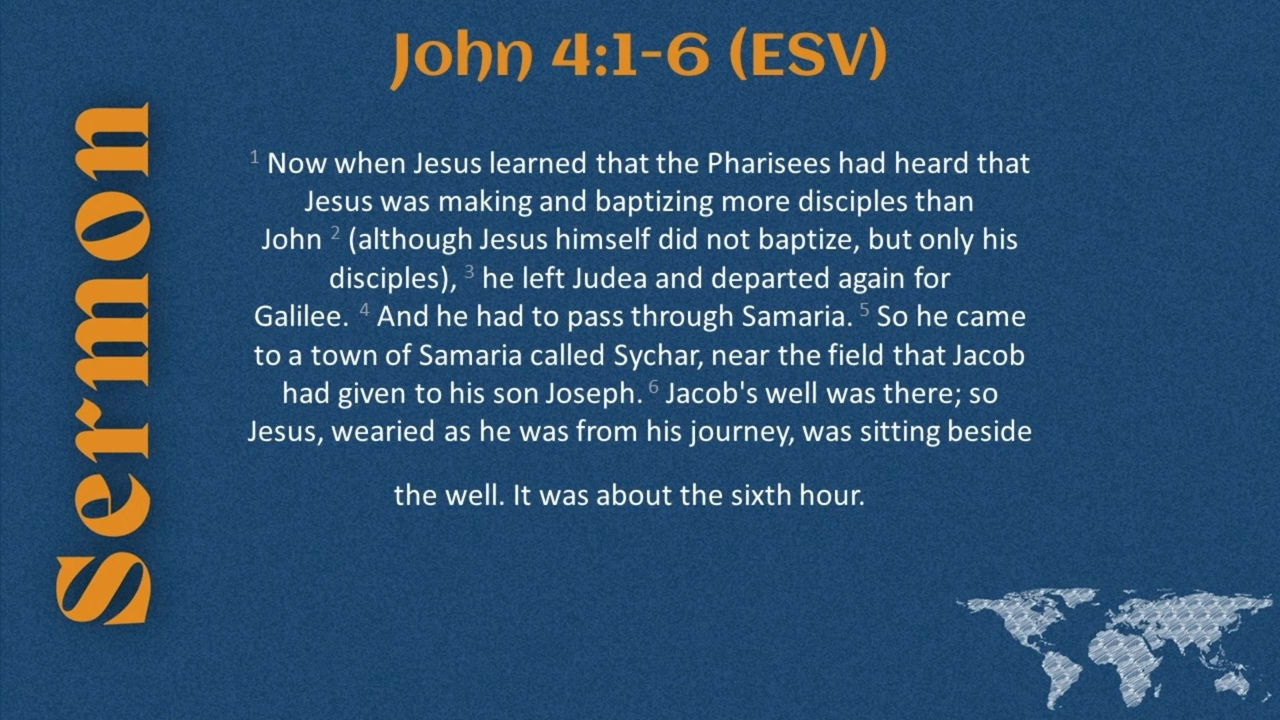 John 4:1-6 (ESV)
Sermon
1 Now when Jesus learned that the Pharisees had heard that
Jesus was making and baptizing more disciples than
John 2 (although Jesus himself did not baptize, but only his
disciples), 3 he left Judea and departed again for
Galilee. 4 And he had to pass through Samaria. 5 So he came
to a town of Samaria called Sychar, near the field that Jacob
had given to his son Joseph. 6 Jacob's well was there; so
Jesus, wearied as he was from his journey, was sitting beside
the well. It was about the sixth hour.